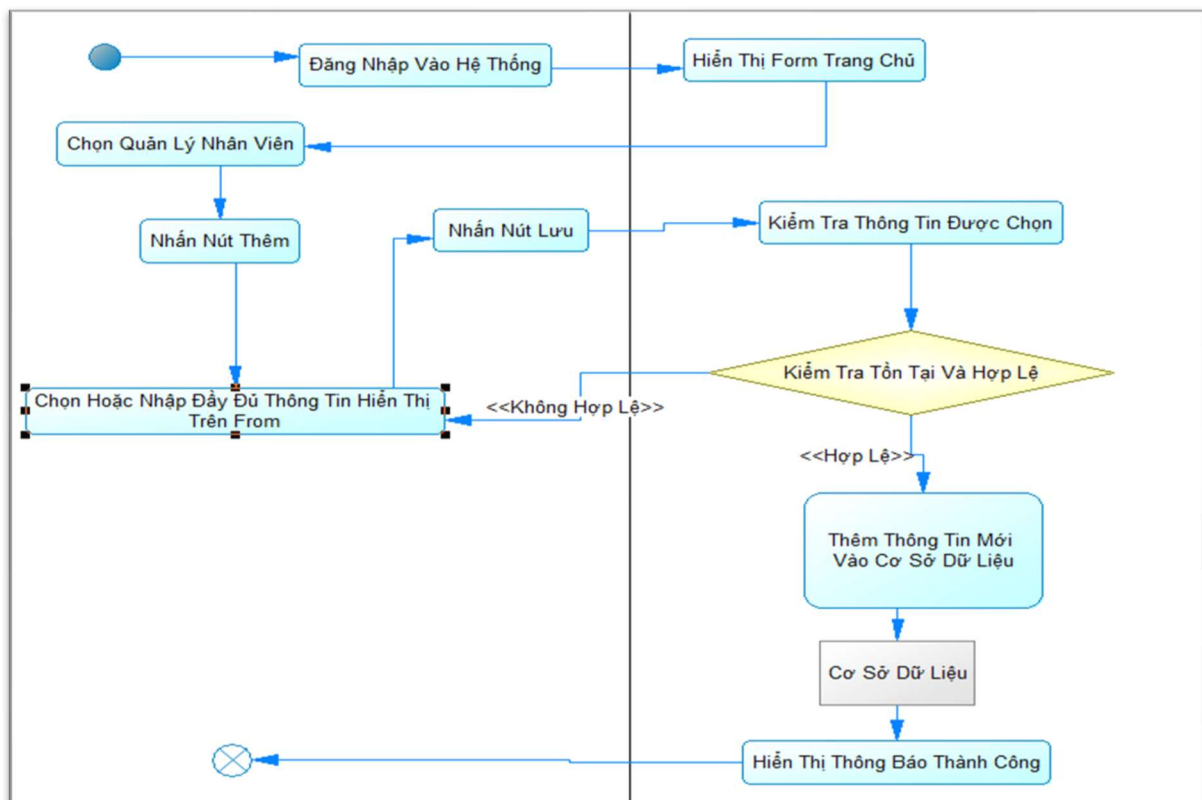 Đăng Nhập Vào Hệ Thống
Hiển Thị Form Trang Chủ
Chọn Quản Lý Nhân Viên
Nhấn Nút Thêm
Nhấn Nút Lưu
Kiểm Tra Thông Tin Được Chọn
Kiểm Tra Tồn Tại Và Hợp Lệ
Chọn Hoặc Nhập Đầy Đủ Thông Tin Hiển Thị
Trên From
<<Không Hợp Lệ>>
<<Hợp Lệ>>
Thêm Thông Tin Mới
Vào Cơ Sở Dữ Liệu
Cơ Sở Dữ Liệu
Hiển Thị Thông Báo Thành Công